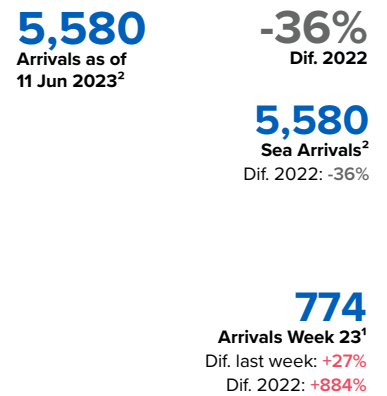 5,580
Arrivals as of
11 Jun 2023²
-36%
Dif. 2022
5,580
Sea Arrivals²
Dif. 2022: -36%
774
Arrivals Week 23¹
Dif. last week: +27%
Dif. 2022: +884%